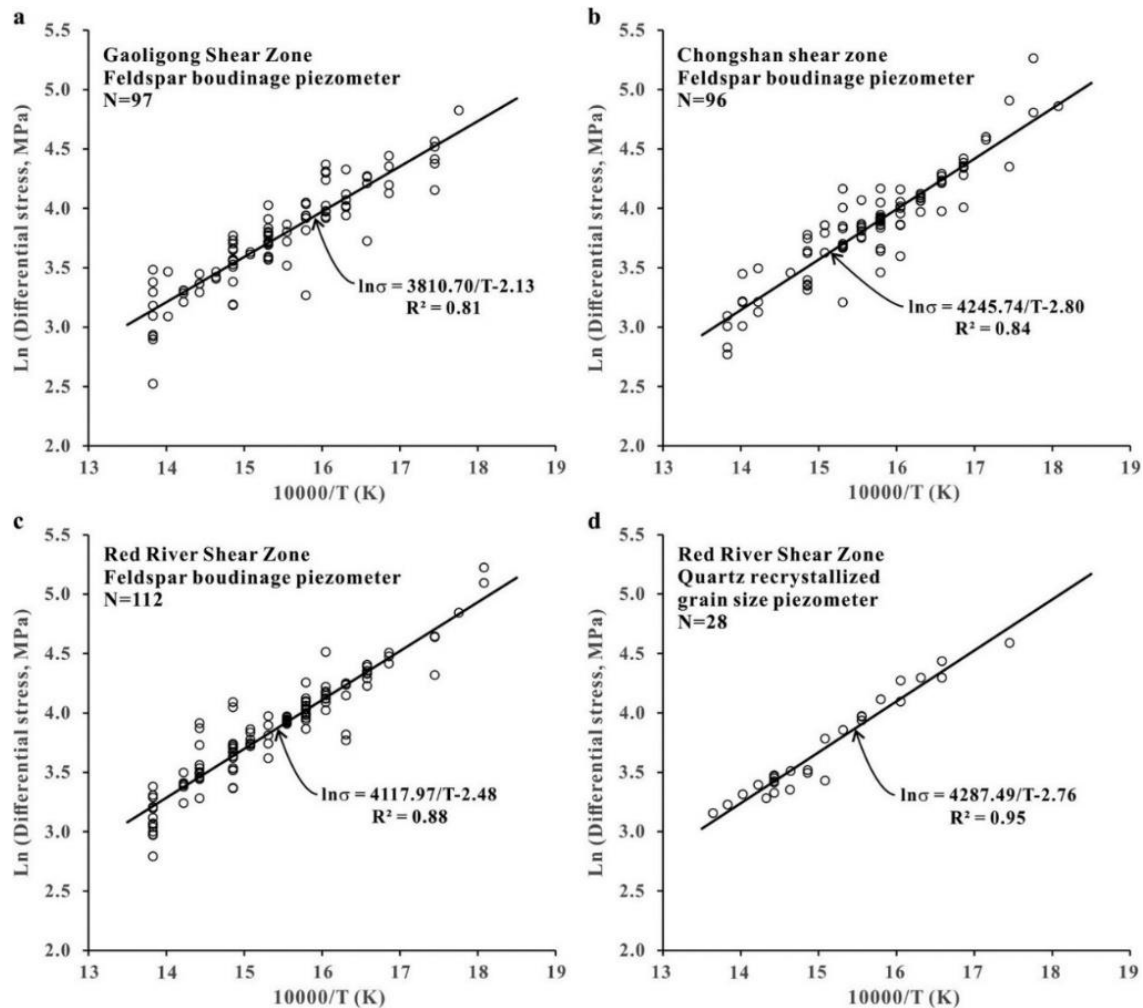 a
Gaoligong Shear Zone
Feldspar boudinage piezometer
N=97
Ln (Differential stress, MPa)
5.5
5.0
4.5
4.0
3.5
3.0
2.5
2.0
lnσ = 3810.70/T-2.13
R² = 0.81
13 14 15 16 17 18 19
10000/T (K)
b
Chongshan shear zone
Feldspar boudinage piezometer
N=96
Ln (Differential stress, MPa)
5.5
5.0
4.5
4.0
3.5
3.0
2.5
2.0
lnσ = 4245.74/T-2.80
R² = 0.84
13 14 15 16 17 18 19
10000/T (K)
c
Red River Shear Zone
Feldspar boudinage piezometer
N=112
Ln (Differential stress, MPa)
5.5
5.0
4.5
4.0
3.5
3.0
2.5
2.0
lnσ = 4117.97/T-2.48
R² = 0.88
13 14 15 16 17 18 19
10000/T (K)
d
Red River Shear Zone
Quartz recrystallized
grain size piezometer
N=28
Ln (Differential stress, MPa)
5.5
5.0
4.5
4.0
3.5
3.0
2.5
2.0
lnσ = 4287.49/T-2.76
R² = 0.95
13 14 15 16 17 18 19
10000/T (K)